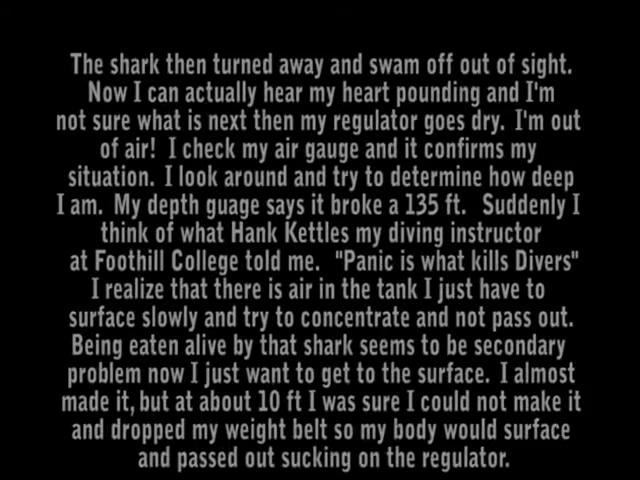 The shark then turned away and swam off out of sight.
Now I can actually hear my heart pounding and I'm
not sure what is next then my regulator goes dry. I'm out
of air! I check my air gauge and it confirms my
situation. I look around and try to determine how deep
I am. My depth guage says it broke a 135 ft. Suddenly I
think of what Hank Kettles my diving instructor
at Foothill College told me. "Panic is what kills Divers"
I realize that there is air in the tank I just have to
surface slowly and try to concentrate and not pass out.
Being eaten alive by that shark seems to be secondary
problem now I just want to get to the surface. I almost
made it, but at about 10 ft I was sure I could not make it
and dropped my weight belt so my body would surface
and passed out sucking on the regulator.